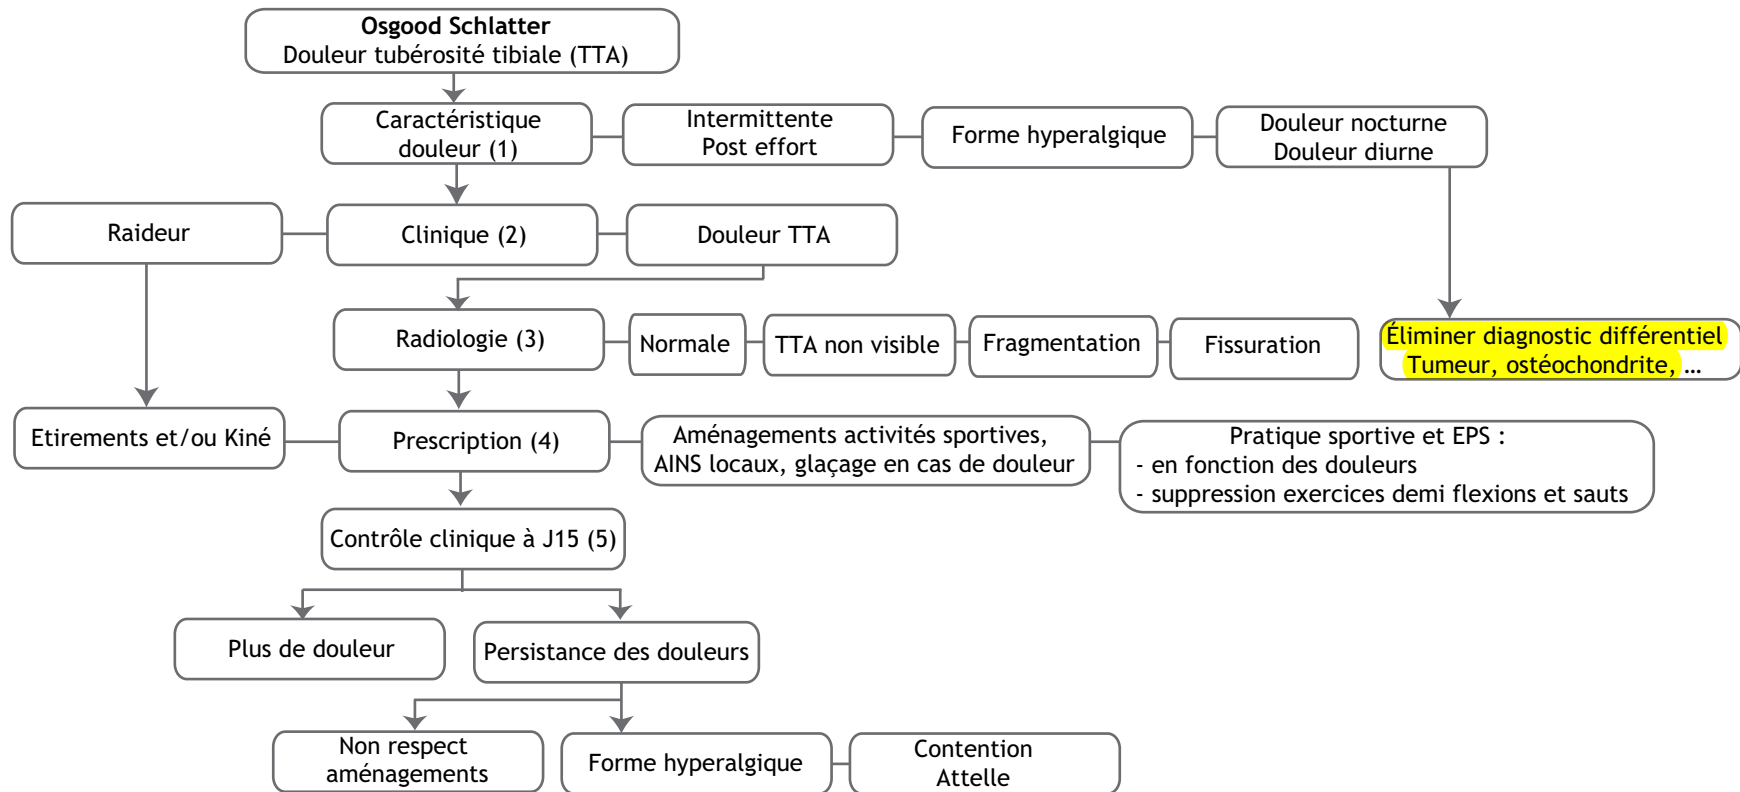 Osgood Schlatter
Douleur tubérosité tibiale (TTA)
Caractéristique
douleur (1)
Intermittente
Post effort
Forme hyperalgique
Douleur nocturne
Douleur diurne
Raideur
Clinique (2)
Douleur TTA
Radiologie (3)
Normale
TTA non visible
Fragmentation
Fissuration
Éliminer diagnostic différentiel
Tumeur, ostéochondrite, ...
Etirements et/ou Kiné
Prescription (4)
Aménagements activités sportives,
AINS locaux, glaçage en cas de douleur
Pratique sportive et EPS :
- en fonction des douleurs
- suppression exercices demi flexions et sauts
Contrôle clinique à J15 (5)
Plus de douleur
Persistance des douleurs
Non respect
aménagements
Forme hyperalgique
Contention
Attelle